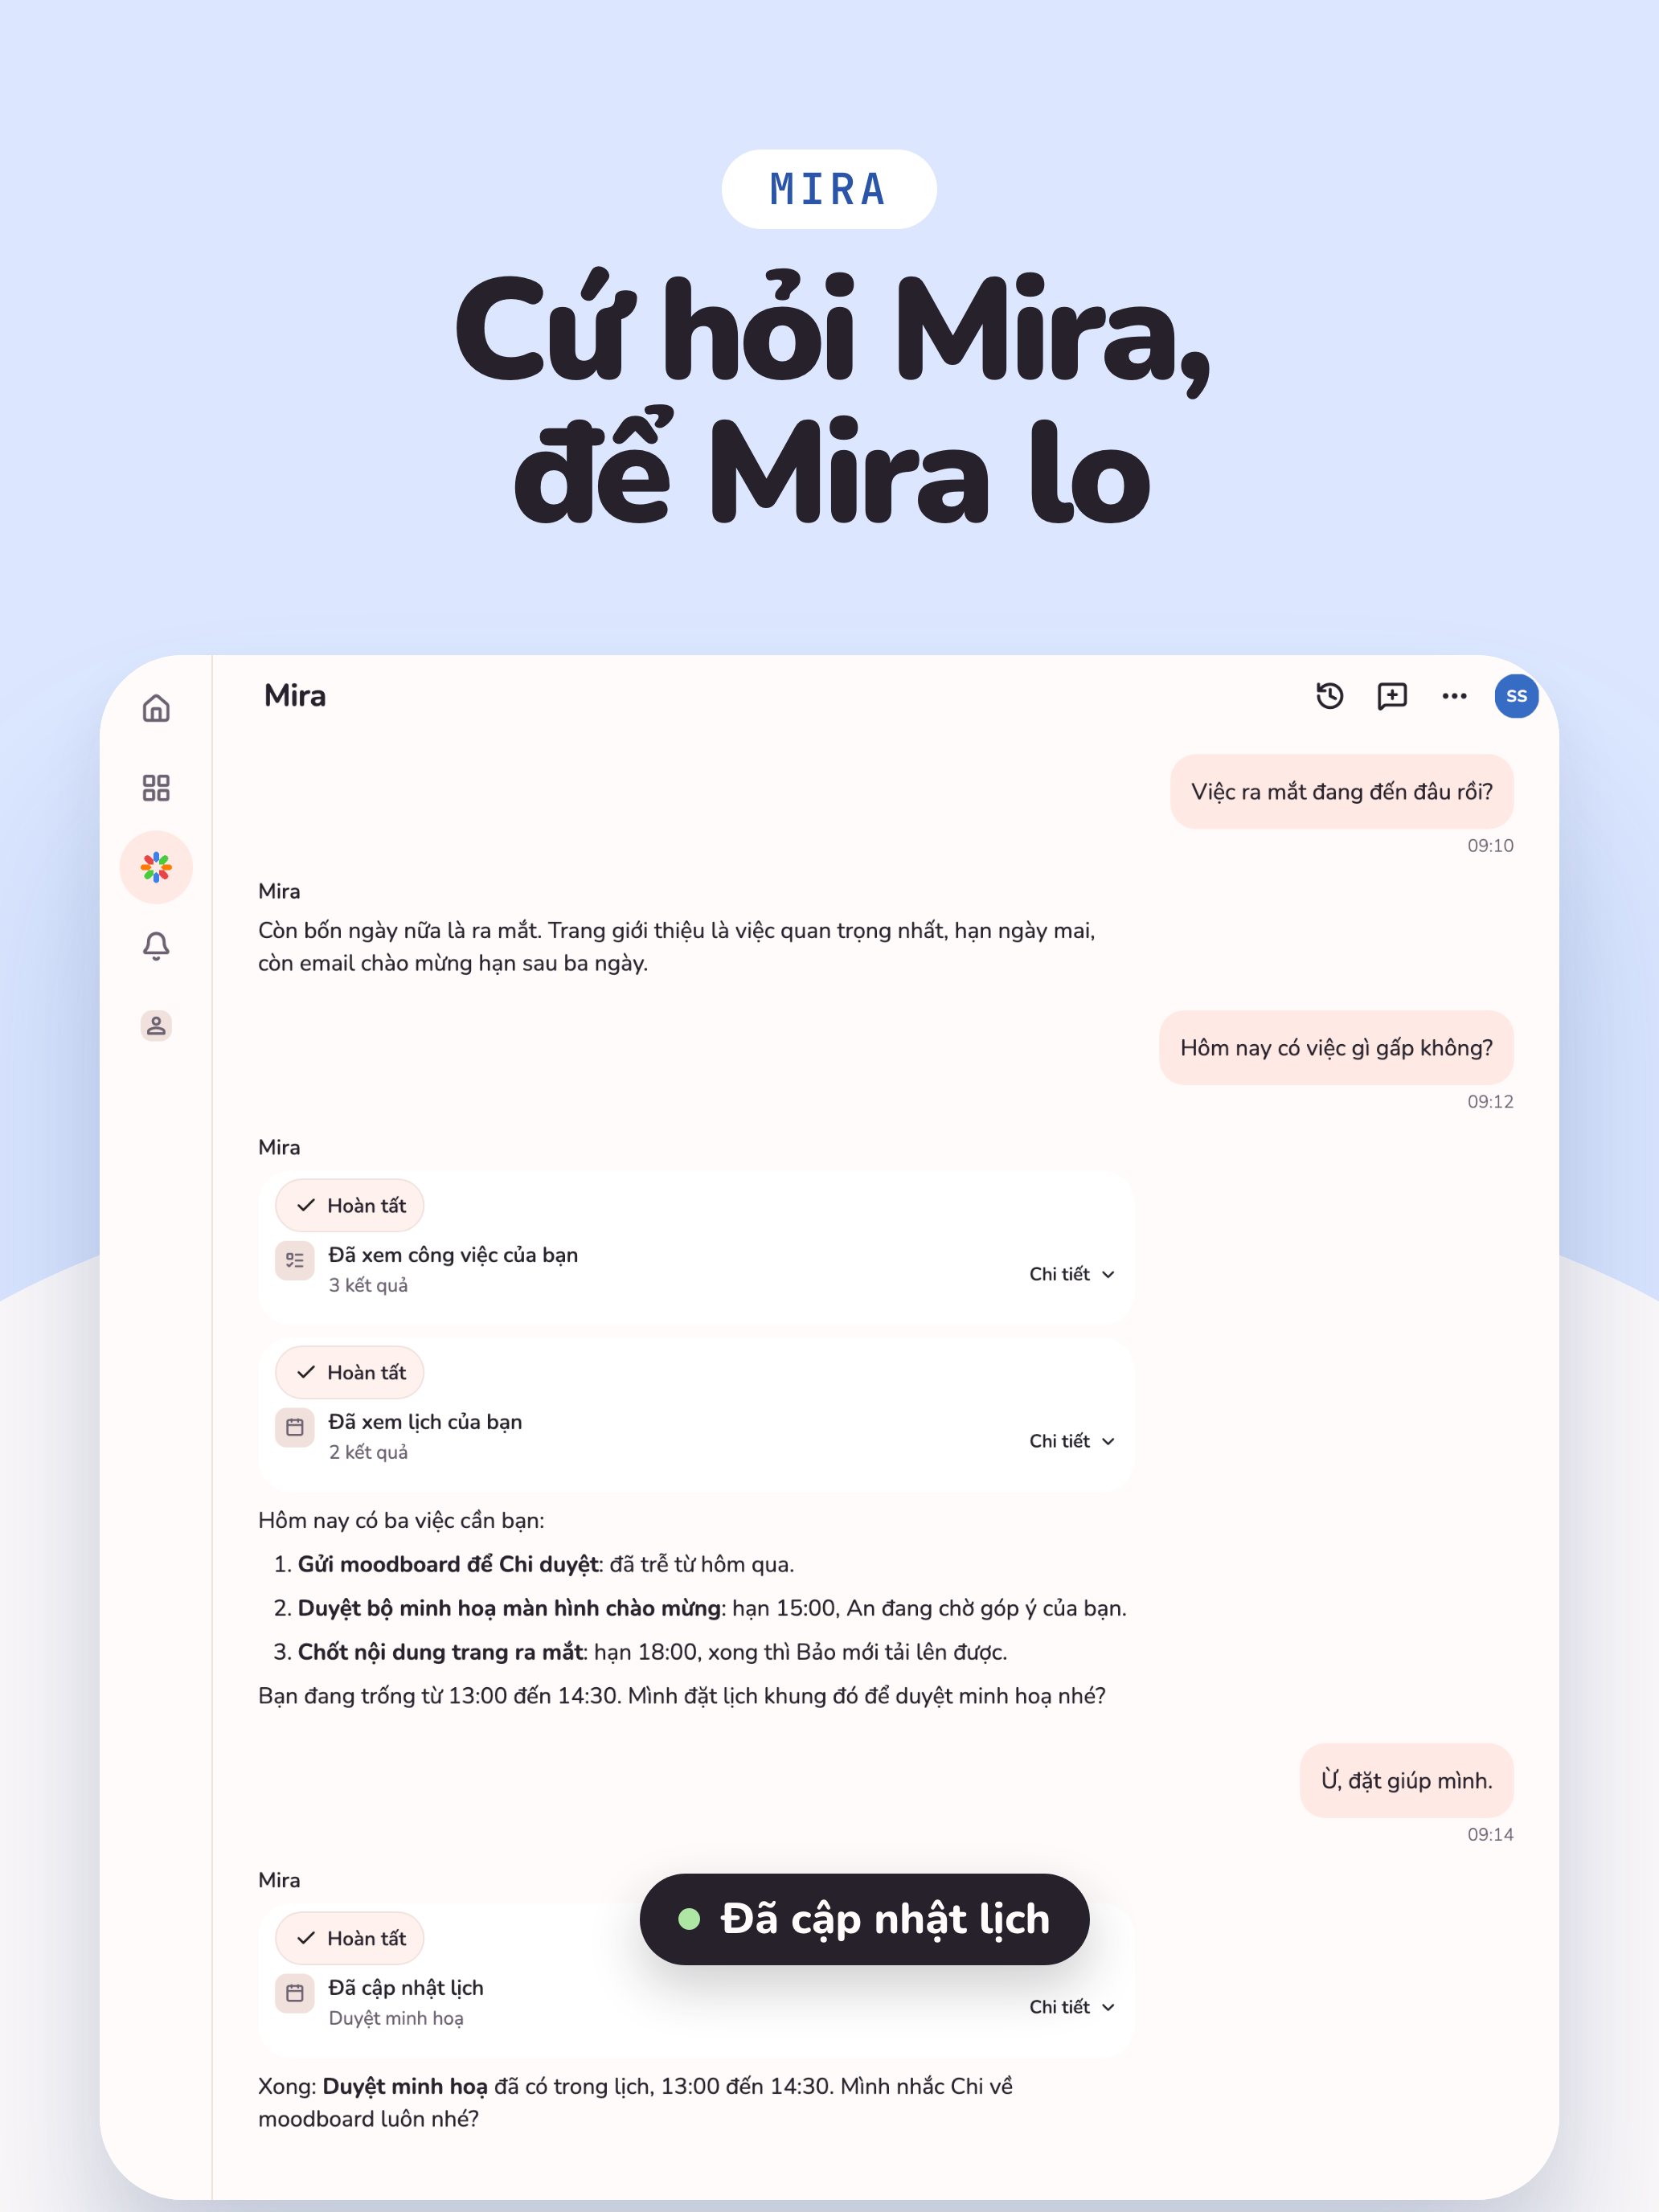 MIRA
Cứ hỏi Mira,
để Mira lo
Mira
SS
Việc ra mắt đang đến đâu rồi?
09:10
Mira
Còn bốn ngày nữa là ra mắt. Trang giới thiệu là việc quan trọng nhất, hạn ngày mai,
còn email chào mừng hạn sau ba ngày.
Hôm nay có việc gì gấp không?
09:12
Mira
Hoàn tất
Đã xem công việc của bạn
3 kết quả
Chi tiết
Hoàn tất
Đã xem lịch của bạn
2 kết quả
Chi tiết
Hôm nay có ba việc cần bạn:
1. Gửi moodboard để Chi duyệt: đã trễ từ hôm qua.
2. Duyệt bộ minh hoạ màn hình chào mừng: hạn 15:00, An đang chờ góp ý của bạn.
3. Chốt nội dung trang ra mắt: hạn 18:00, xong thì Bảo mới tải lên được.
Bạn đang trống từ 13:00 đến 14:30. Mình đặt lịch khung đó để duyệt minh hoạ nhé?
Ừ, đặt giúp mình.
09:14
Mira
Đã cập nhật lịch
Hoàn tất
Đã cập nhật lịch
Duyệt minh hoạ
Chi tiết
Xong: Duyệt minh hoạ đã có trong lịch, 13:00 đến 14:30. Mình nhắc Chi về
moodboard luôn nhé?